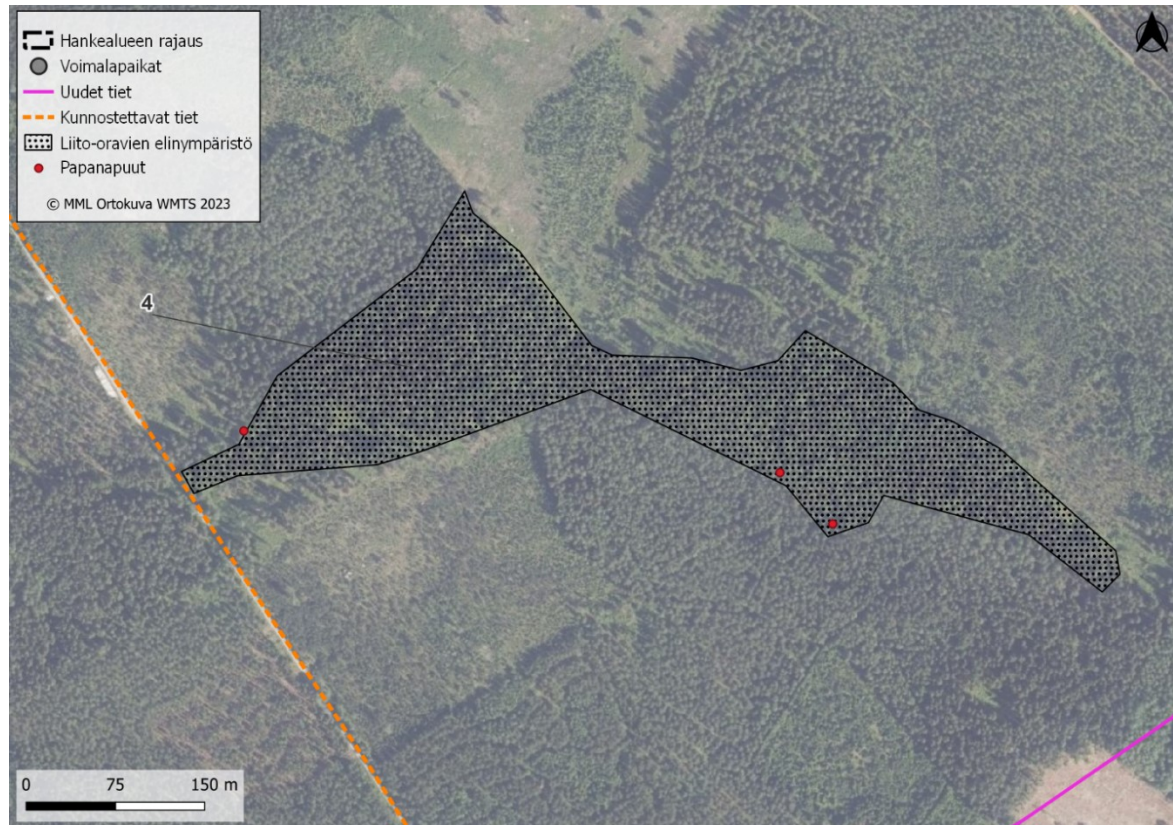 Hankealueen rajaus
Voimalapaikat
Uudet tiet
Kunnostettavat tiet
Liito-oravien elinympäristö
Papanapuut
© MML Ortokuva WMTS 2023
4
0 75 150 m